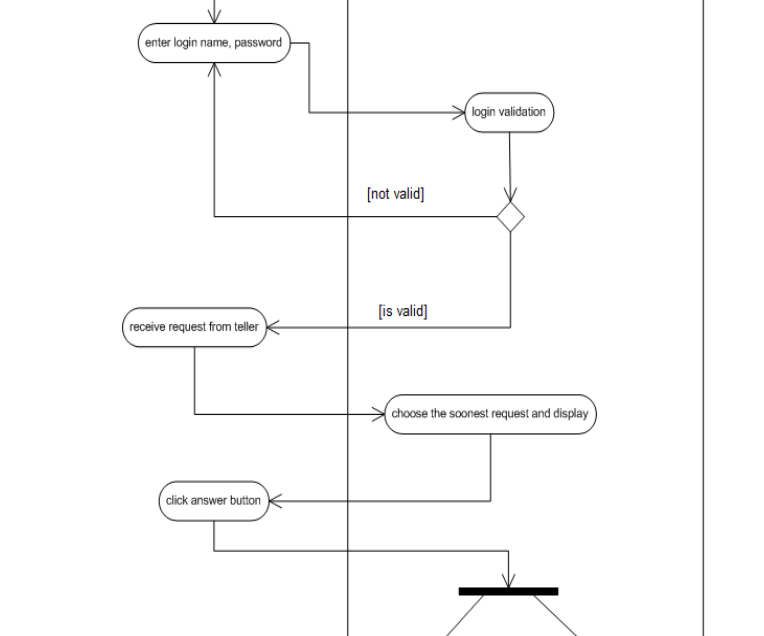 enter login name, password
login validation
[not valid]
[is valid]
receive request from teller
choose the soonest request and display
click answer button